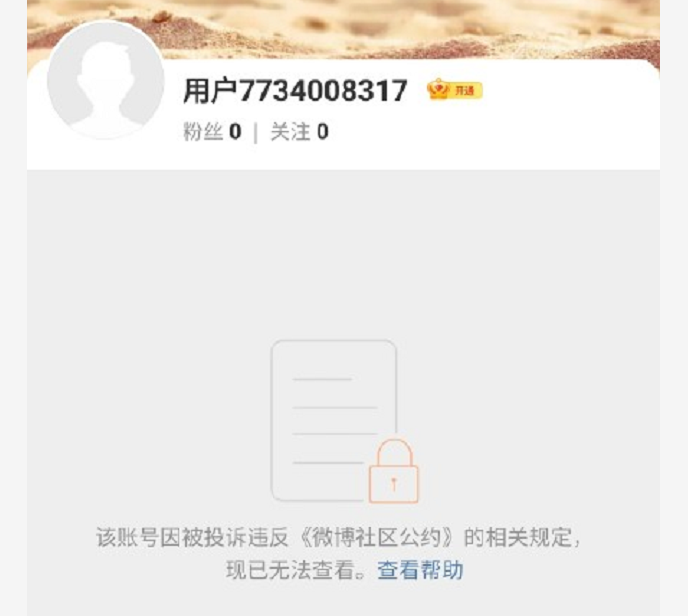 用户7734008317 开通
粉丝 0 | 关注 0
该账号因被投诉违反《微博社区公约》的相关规定，
现已无法查看。查看帮助